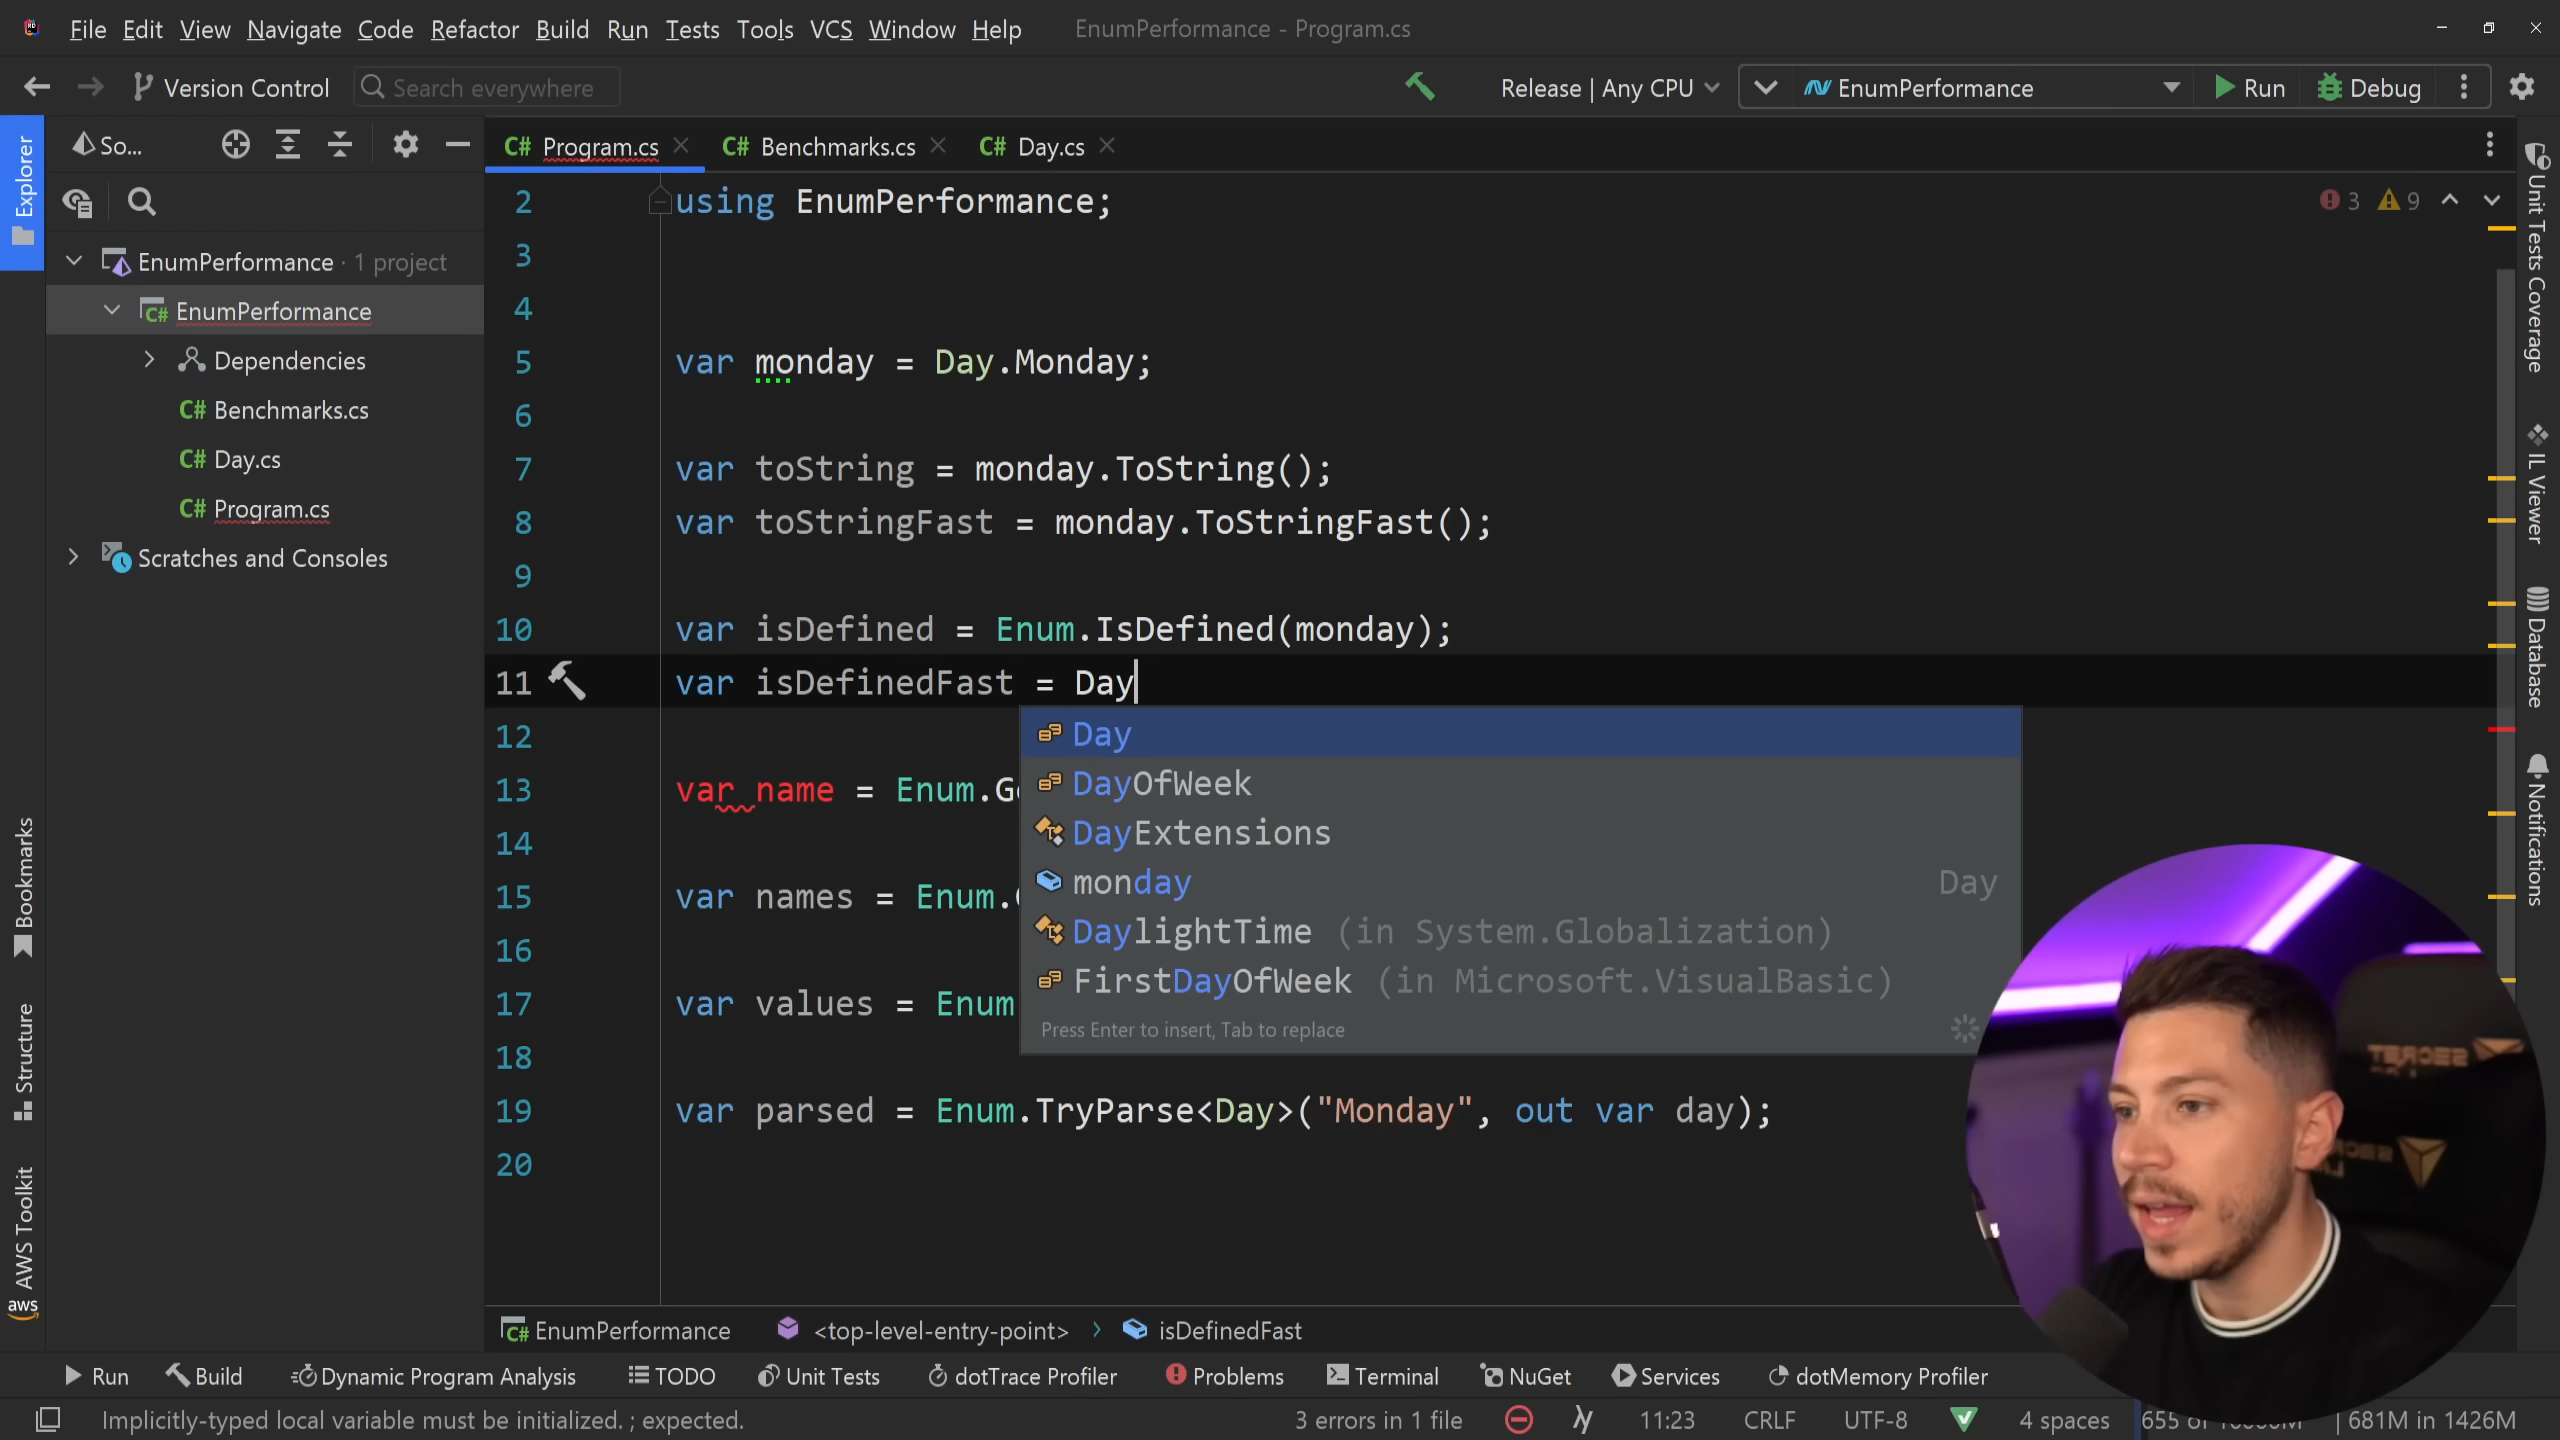 File Edit View Navigate Code Refactor Build Run Tests Tools VCS Window Help EnumPerformance - Program.cs
Version Control Search everywhere Release | Any CPU EnumPerformance Run Debug
Explorer
So...
C# Program.cs C# Benchmarks.cs C# Day.cs
EnumPerformance · 1 project
C# EnumPerformance
Dependencies
C# Benchmarks.cs
C# Day.cs
C# Program.cs
Scratches and Consoles
3 9
2 using EnumPerformance;
3
4
5 var monday = Day.Monday;
6
7 var toString = monday.ToString();
8 var toStringFast = monday.ToStringFast();
9
10 var isDefined = Enum.IsDefined(monday);
11 var isDefinedFast = Day
12
13 var name = Enum.G
14
15 var names = Enum.
16
17 var values = Enum
18
19 var parsed = Enum.TryParse<Day>("Monday", out var day);
20
Day
DayOfWeek
DayExtensions
monday Day
DaylightTime (in System.Globalization)
FirstDayOfWeek (in Microsoft.VisualBasic)
Press Enter to insert, Tab to replace
Unit Tests Coverage
IL Viewer
Database
Notifications
Bookmarks
Structure
AWS Toolkit
aws
C# EnumPerformance <top-level-entry-point> isDefinedFast
Run Build Dynamic Program Analysis TODO Unit Tests dotTrace Profiler Problems Terminal NuGet Services dotMemory Profiler
Implicitly-typed local variable must be initialized. ; expected. 3 errors in 1 file 11:23 CRLF UTF-8 4 spaces 655 of 681M in 1426M